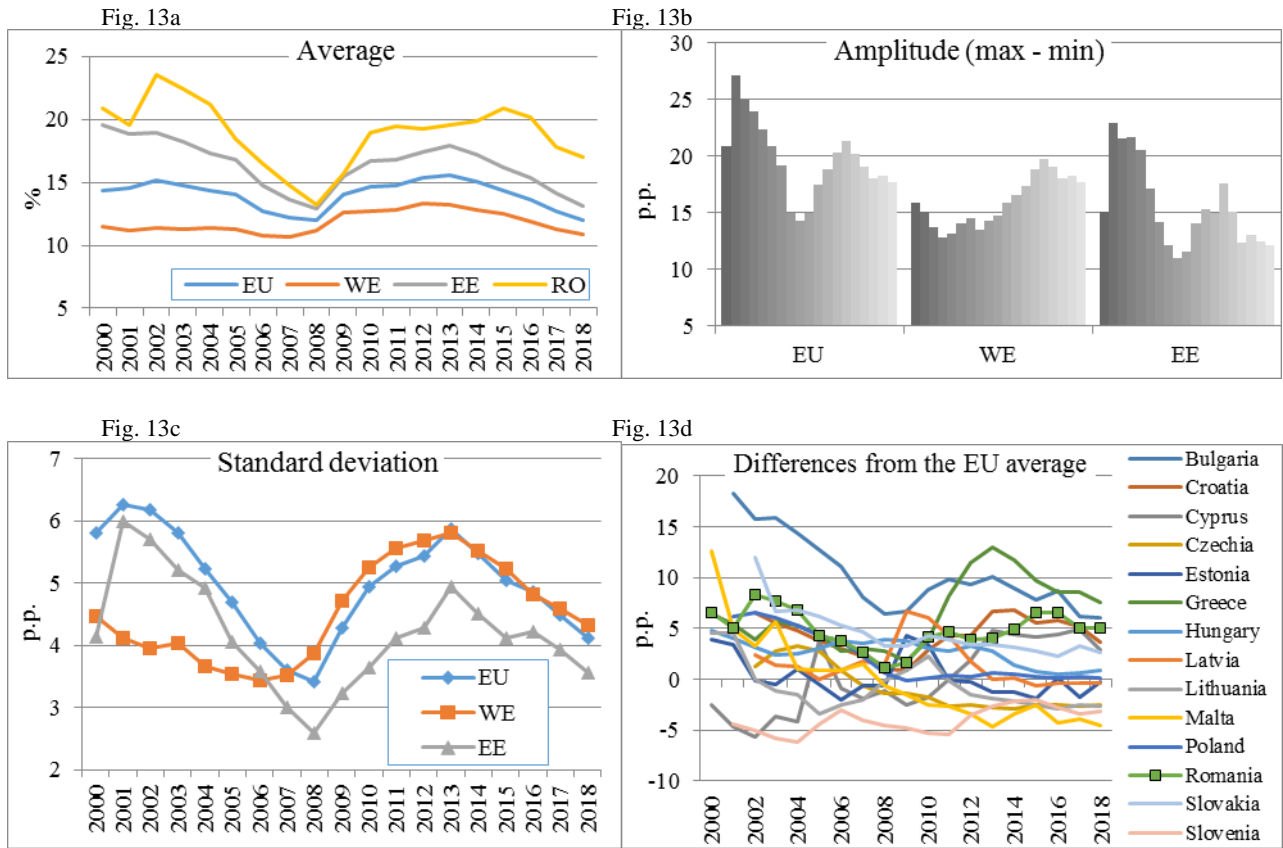 Fig. 13a
Average
25
20
15
10
5
%
EU WE EE RO
2000 2001 2002 2003 2004 2005 2006 2007 2008 2009 2010 2011 2012 2013 2014 2015 2016 2017 2018
Fig. 13b
Amplitude (max - min)
30
25
20
15
10
5
p.p.
EU WE EE
Fig. 13c
Standard deviation
7
6
5
4
3
2
p.p.
EU
WE
EE
2000 2001 2002 2003 2004 2005 2006 2007 2008 2009 2010 2011 2012 2013 2014 2015 2016 2017 2018
Fig. 13d
Differences from the EU average
20
15
10
5
0
-5
-10
p.p.
2000 2002 2004 2006 2008 2010 2012 2014 2016 2018
Bulgaria
Croatia
Cyprus
Czechia
Estonia
Greece
Hungary
Latvia
Lithuania
Malta
Poland
Romania
Slovakia
Slovenia